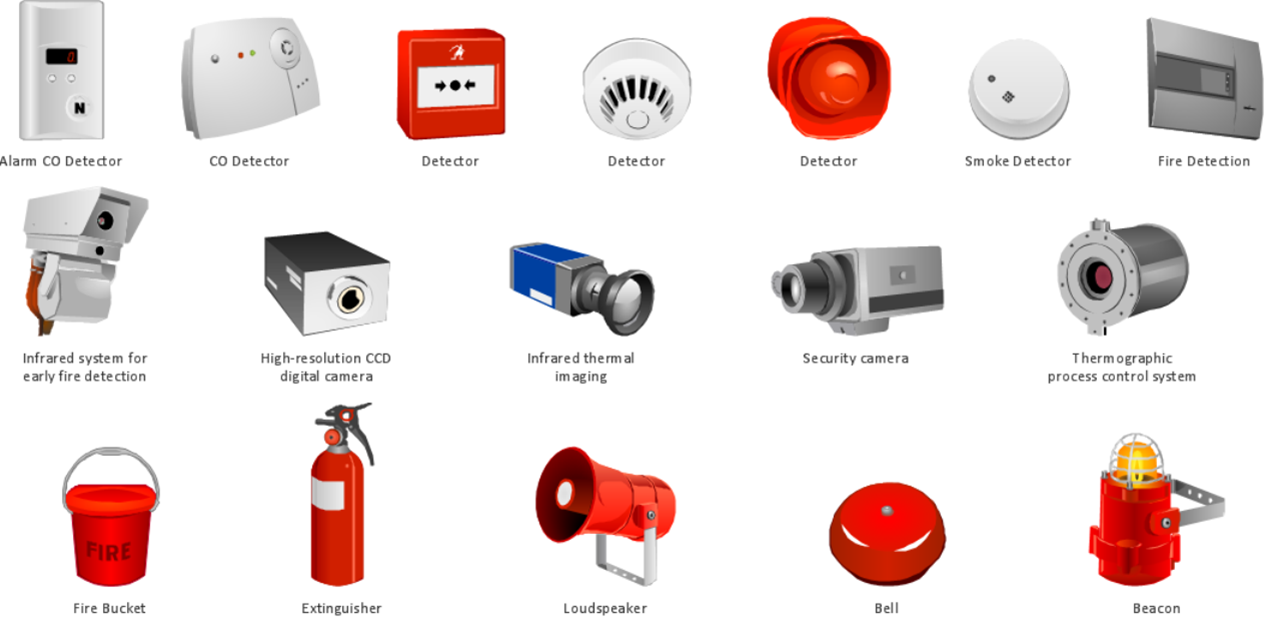 N
Alarm CO Detector
CO Detector
Detector
Detector
Detector
Smoke Detector
Fire Detection
Infrared system for
early fire detection
High-resolution CCD
digital camera
Infrared thermal
imaging
Security camera
Thermographic
process control system
FIRE
Fire Bucket
Extinguisher
Loudspeaker
Bell
Beacon